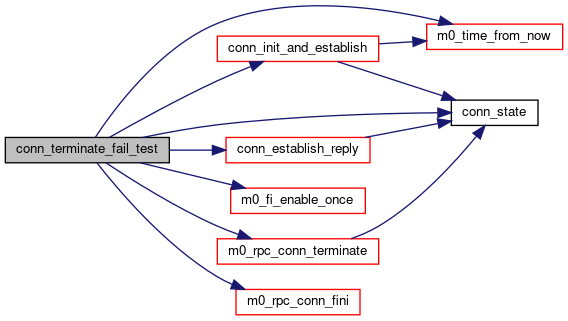 m0_time_from_now
conn_init_and_establish
conn_state
conn_terminate_fail_test
conn_establish_reply
m0_fi_enable_once
m0_rpc_conn_terminate
m0_rpc_conn_fini